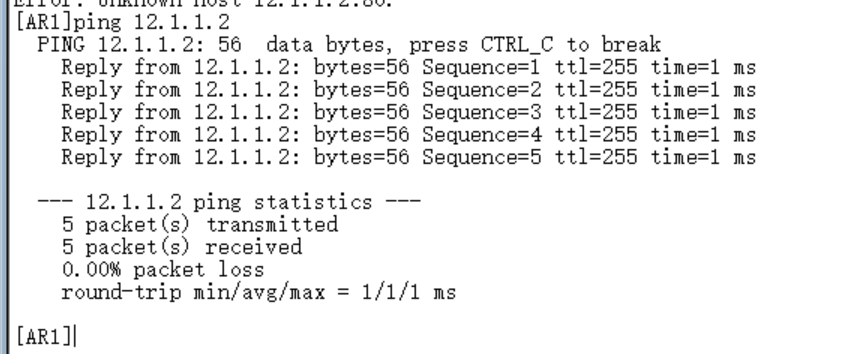 Error: Unknown host 12.1.1.2:80.
[AR1]ping 12.1.1.2
PING 12.1.1.2: 56  data bytes, press CTRL_C to break
Reply from 12.1.1.2: bytes=56 Sequence=1 ttl=255 time=1 ms
Reply from 12.1.1.2: bytes=56 Sequence=2 ttl=255 time=1 ms
Reply from 12.1.1.2: bytes=56 Sequence=3 ttl=255 time=1 ms
Reply from 12.1.1.2: bytes=56 Sequence=4 ttl=255 time=1 ms
Reply from 12.1.1.2: bytes=56 Sequence=5 ttl=255 time=1 ms
--- 12.1.1.2 ping statistics ---
5 packet(s) transmitted
5 packet(s) received
0.00% packet loss
round-trip min/avg/max = 1/1/1 ms
[AR1]